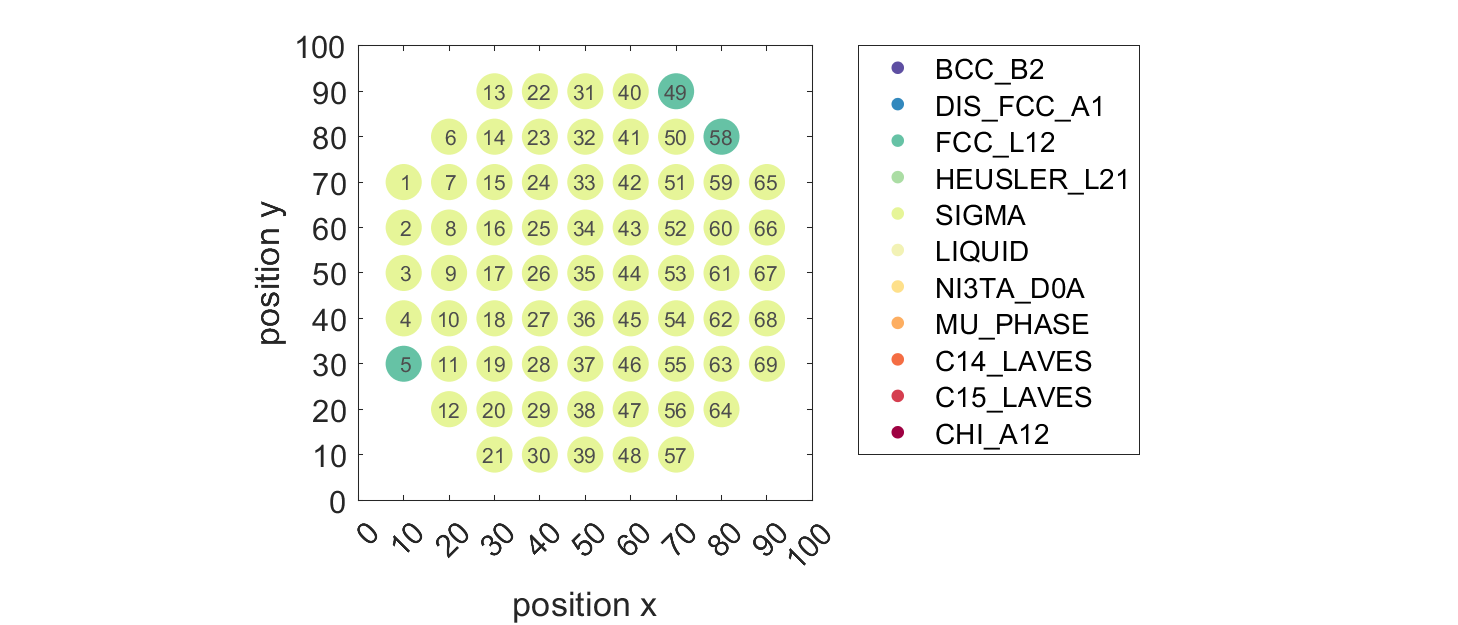 100
90 13 22 31 40 49
80 6 14 23 32 41 50 58
70 1 7 15 24 33 42 51 59 65
60 2 8 16 25 34 43 52 60 66
50 3 9 17 26 35 44 53 61 67
40 4 10 18 27 36 45 54 62 68
30 5 11 19 28 37 46 55 63 69
20 12 20 29 38 47 56 64
10 21 30 39 48 57
0
position y
0 10 20 30 40 50 60 70 80 90 100
position x
BCC_B2
DIS_FCC_A1
FCC_L12
HEUSLER_L21
SIGMA
LIQUID
NI3TA_D0A
MU_PHASE
C14_LAVES
C15_LAVES
CHI_A12